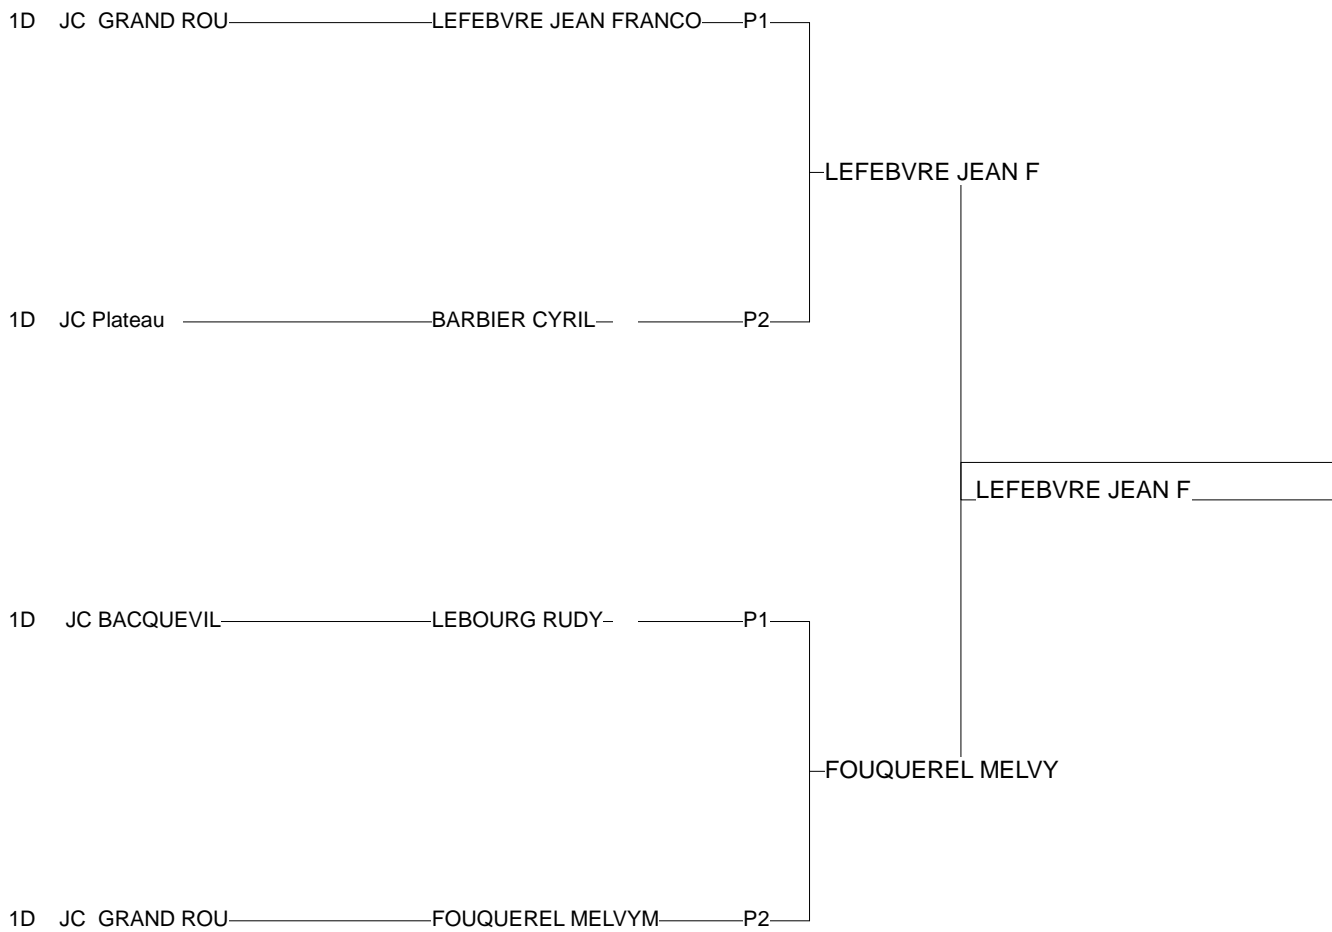 1D JC GRAND ROU LEFEBVRE JEAN FRANCO P1
LEFEBVRE JEAN F
1D JC Plateau BARBIER CYRIL P2
LEFEBVRE JEAN F
1D JC BACQUEVIL LEBOURG RUDY P1
FOUQUEREL MELVY
1D JC GRAND ROU FOUQUEREL MELVYM P2